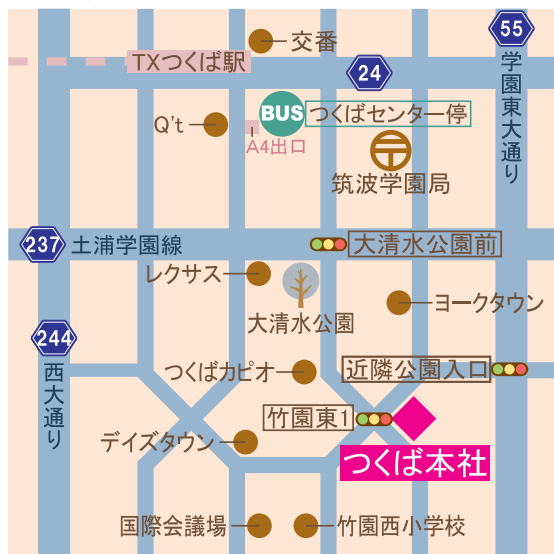 55
交番
TXつくば駅
24
学園東大通り
Q't
BUS
つくばセンター停
A4出口
筑波学園局
237
土浦学園線
大清水公園前
レクサス
ヨークタウン
大清水公園
244
西大通り
つくばカピオ
近隣公園入口
竹園東1
デイズタウン
つくば本社
国際会議場
竹園西小学校